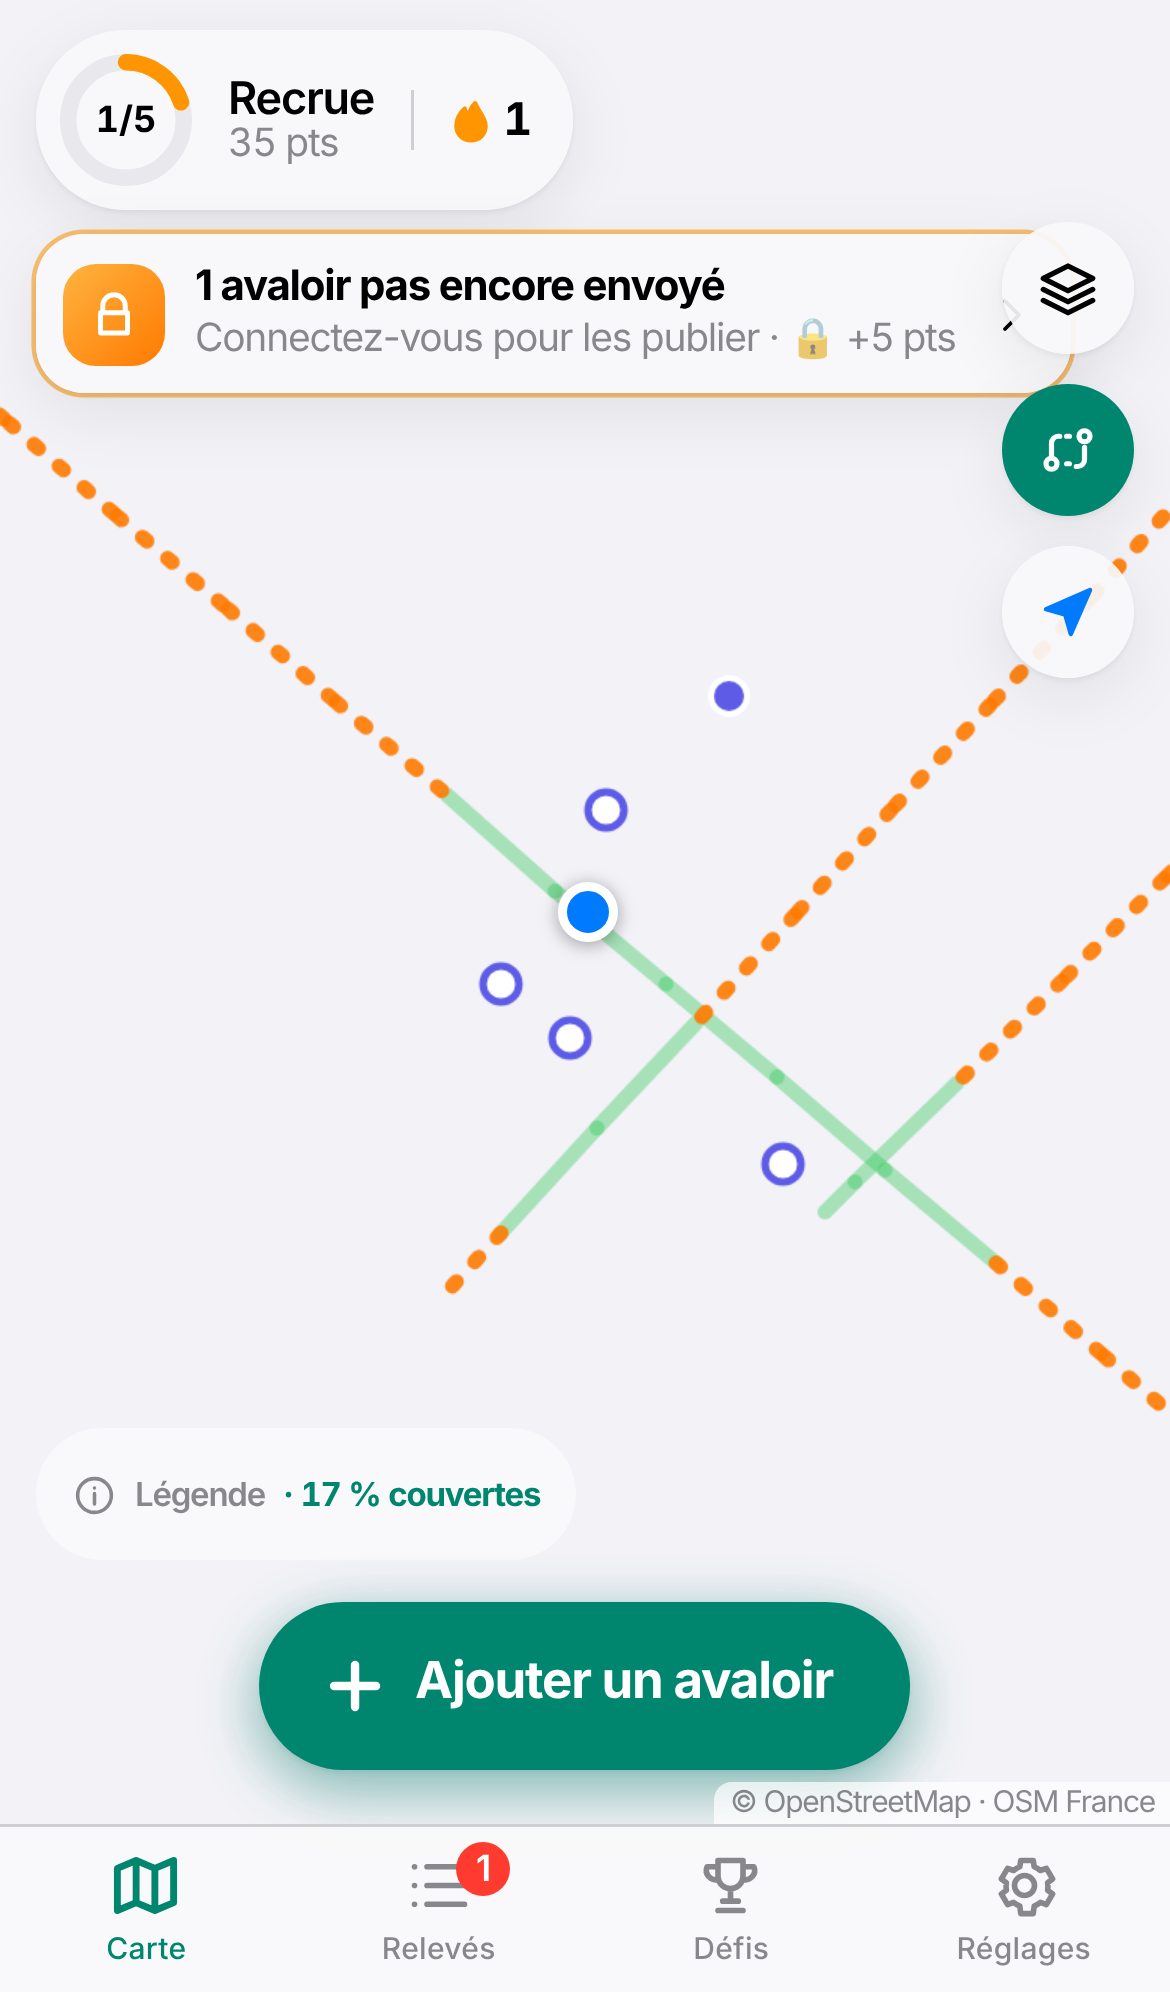 1/5
Recrue
35 pts
1
1 avaloir pas encore envoyé
Connectez-vous pour les publier · 🔒 +5 pts
Légende · 17 % couvertes
+ Ajouter un avaloir
© OpenStreetMap · OSM France
1
Carte
Relevés
Défis
Réglages